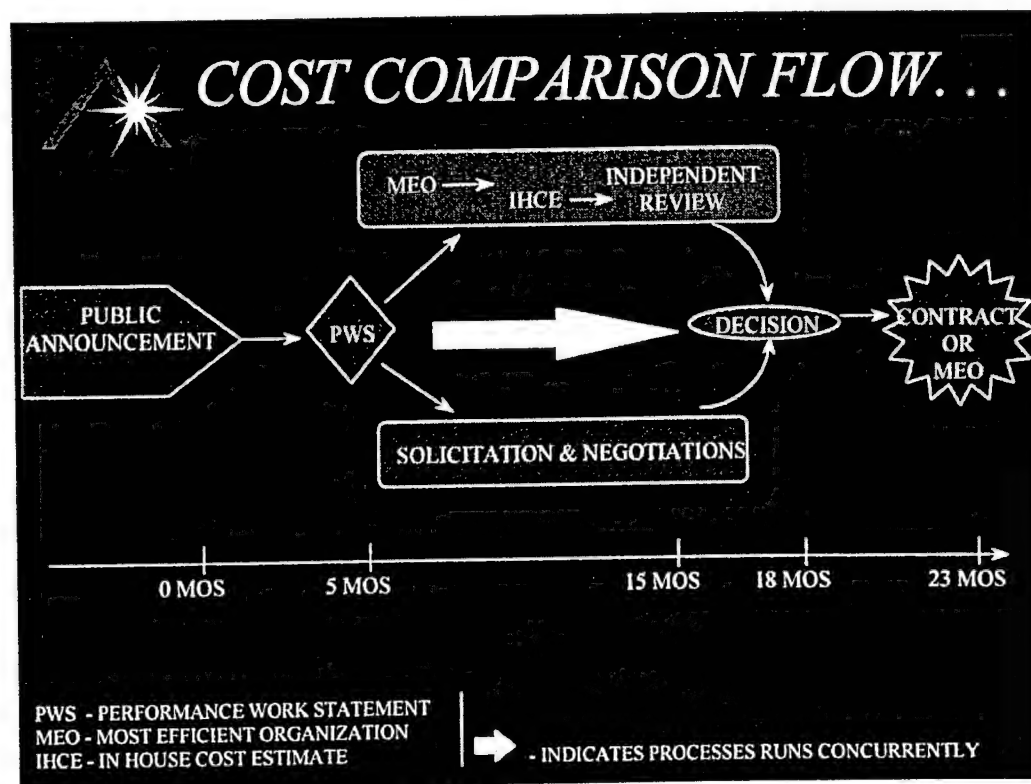 COST COMPARISON FLOW. . .
MEO
IHCE
INDEPENDENT
REVIEW
PUBLIC
ANNOUNCEMENT
PWS
DECISION
CONTRACT
OR
MEO
SOLICITATION & NEGOTIATIONS
0 MOS
5 MOS
15 MOS
18 MOS
23 MOS
PWS - PERFORMANCE WORK STATEMENT
MEO - MOST EFFICIENT ORGANIZATION
IHCE - IN HOUSE COST ESTIMATE
- INDICATES PROCESSES RUNS CONCURRENTLY